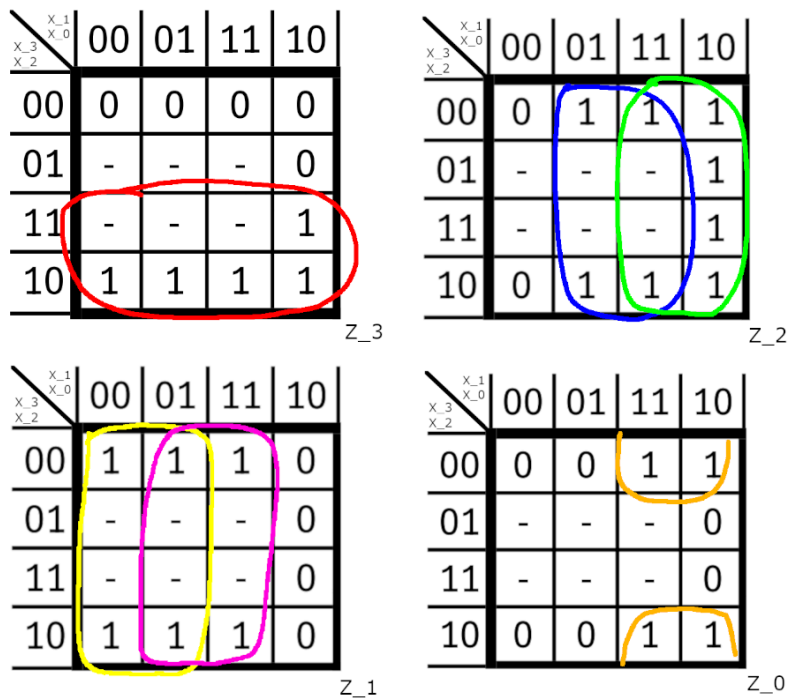 X_1
X_0 00 01 11 10
X_3
X_2
00 0 0 0 0
01 - - - 0
11 - - - 1
10 1 1 1 1
Z_3
X_1
X_0 00 01 11 10
X_3
X_2
00 0 1 1 1
01 - - - 1
11 - - - 1
10 0 1 1 1
Z_2
X_1
X_0 00 01 11 10
X_3
X_2
00 1 1 1 0
01 - - - 0
11 - - - 0
10 1 1 1 0
Z_1
X_1
X_0 00 01 11 10
X_3
X_2
00 0 0 1 1
01 - - - 0
11 - - - 0
10 0 0 1 1
Z_0